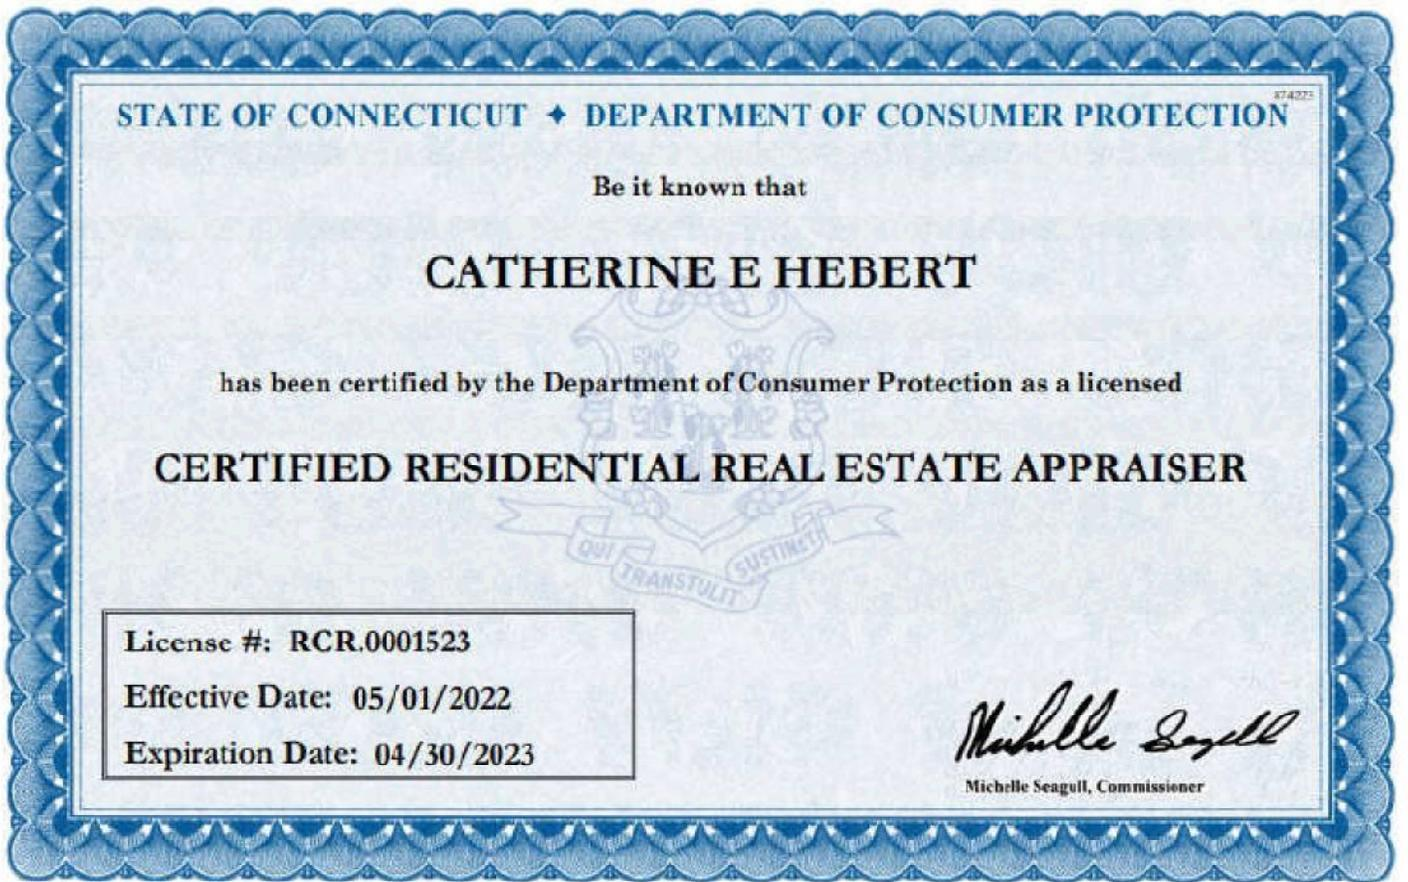 874223
STATE OF CONNECTICUT ✦ DEPARTMENT OF CONSUMER PROTECTION
Be it known that
CATHERINE E HEBERT
has been certified by the Department of Consumer Protection as a licensed
CERTIFIED RESIDENTIAL REAL ESTATE APPRAISER
QUI TRANSTULIT SUSTINET
License #: RCR.0001523
Effective Date: 05/01/2022
Expiration Date: 04/30/2023
Michelle Seagull
Michelle Seagull, Commissioner